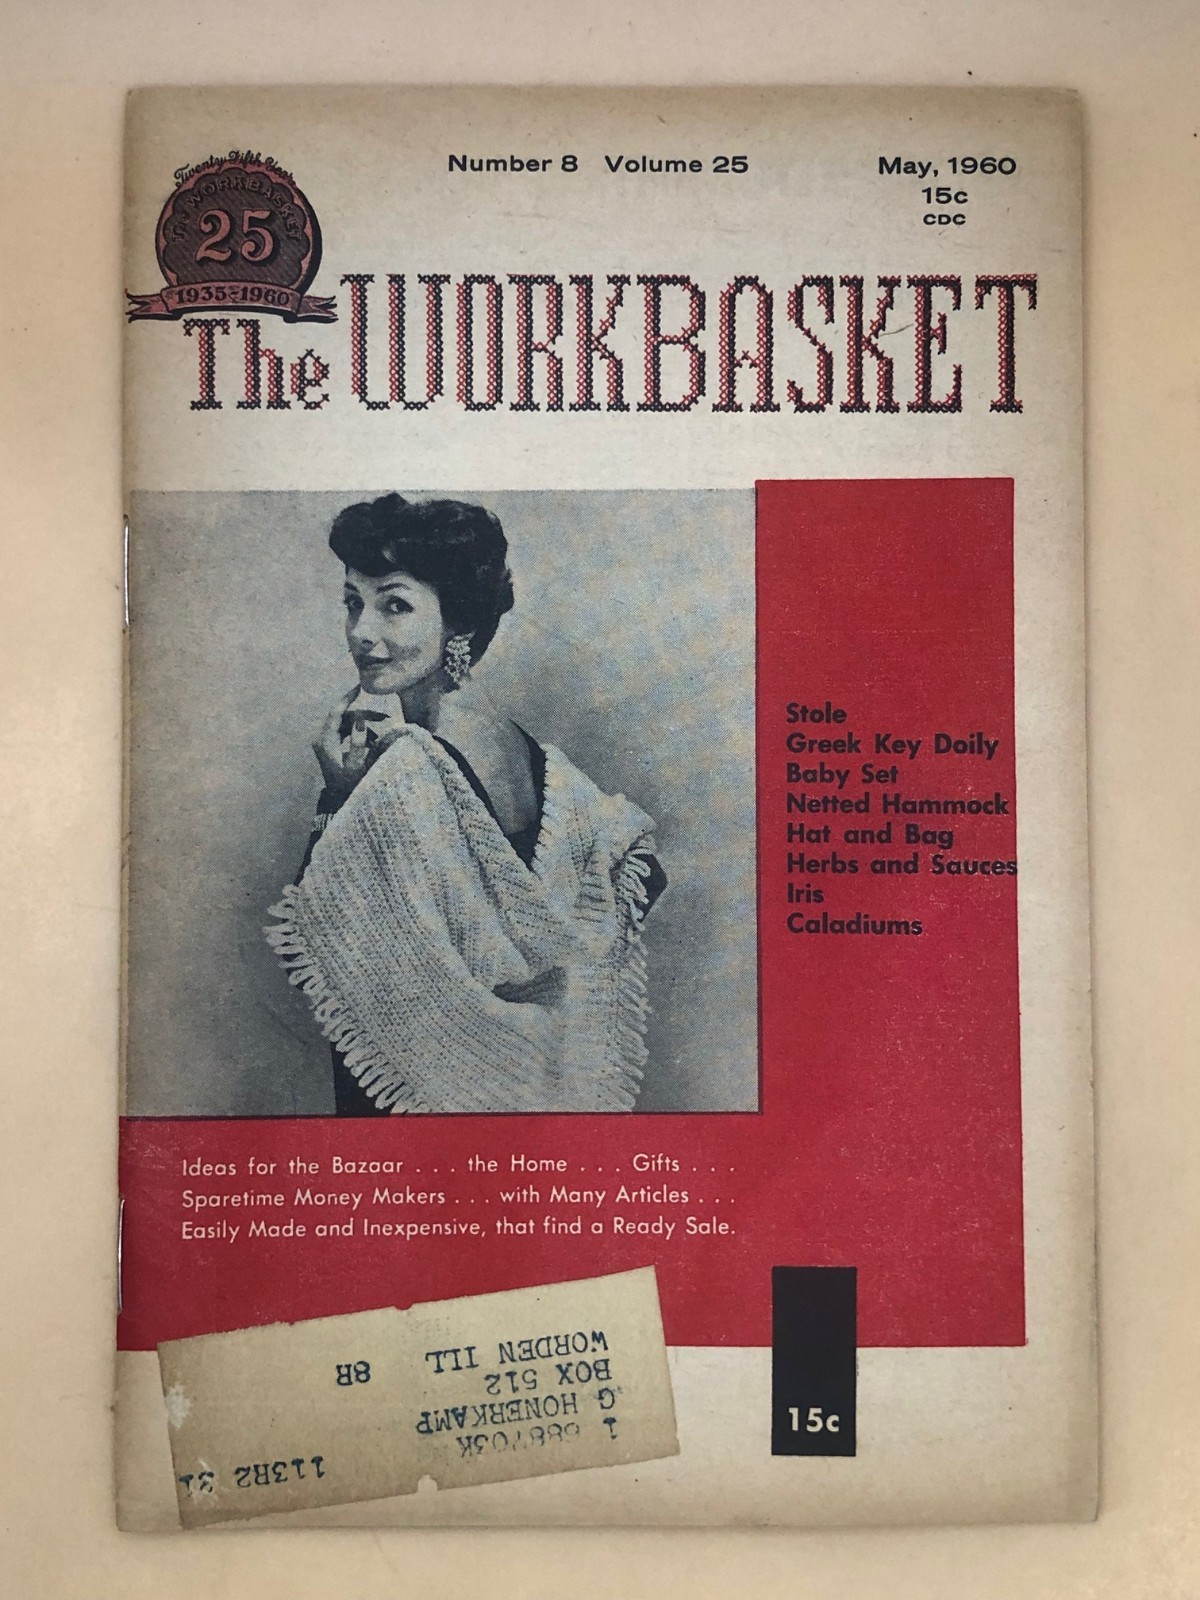 Number 8 Volume 25
May, 1960
15c
CDC
Twenty-Fifth Year
THE WORKBASKET
25
1935-1960
The WORKBASKET
Stole
Greek Key Doily
Baby Set
Netted Hammock
Hat and Bag
Herbs and Sauces
Iris
Caladiums
Ideas for the Bazaar . . . the Home . . . Gifts . . .
Sparetime Money Makers . . . with Many Articles . . .
Easily Made and Inexpensive, that find a Ready Sale.
15c
113R2 31
G HONERKAMP
BOX 512
WORDEN ILL 8R